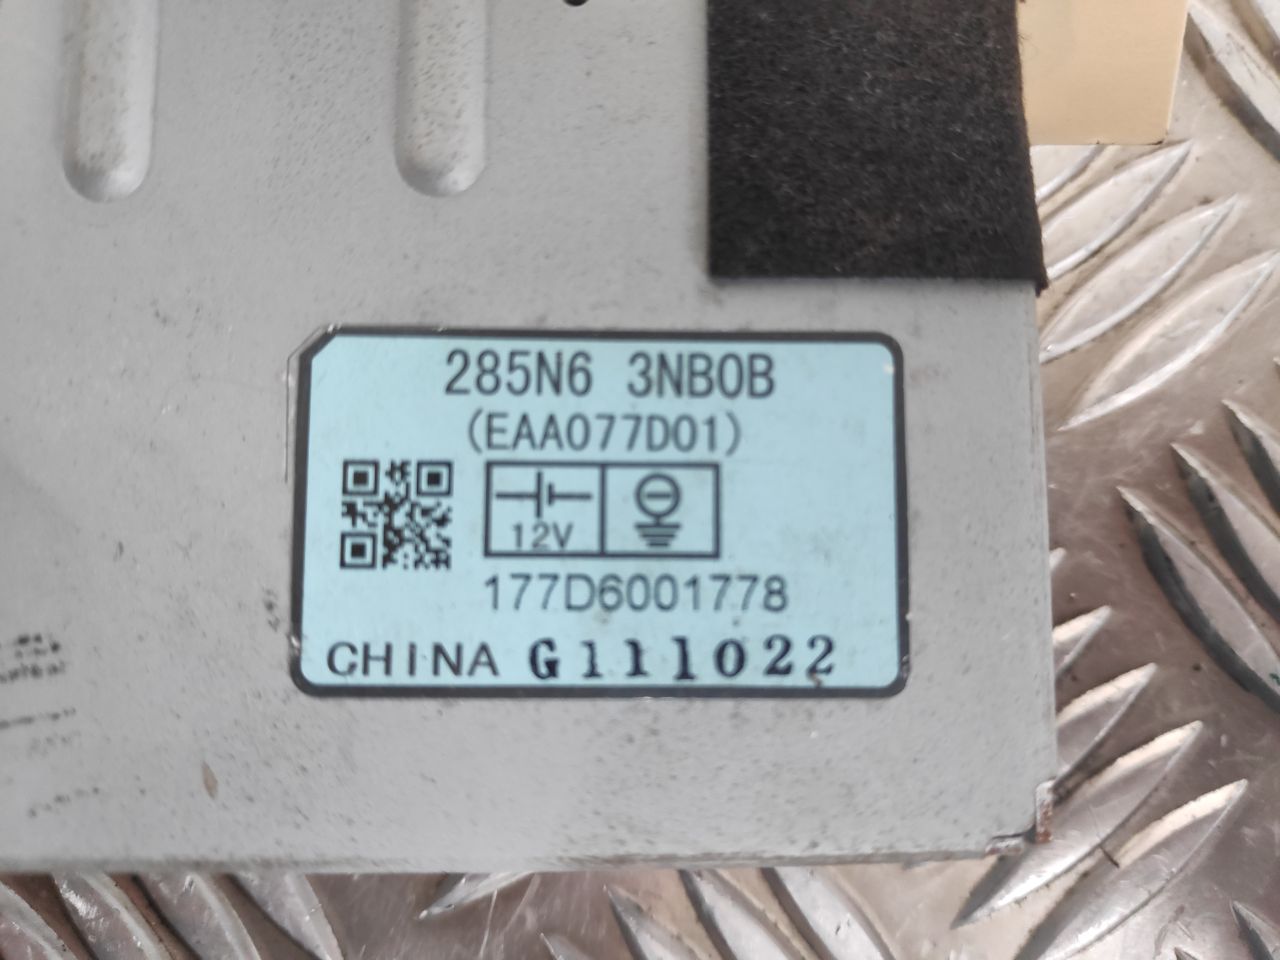 285N6 3NB0B
(EAA077D01)
12V
177D6001778
CHINA G111022